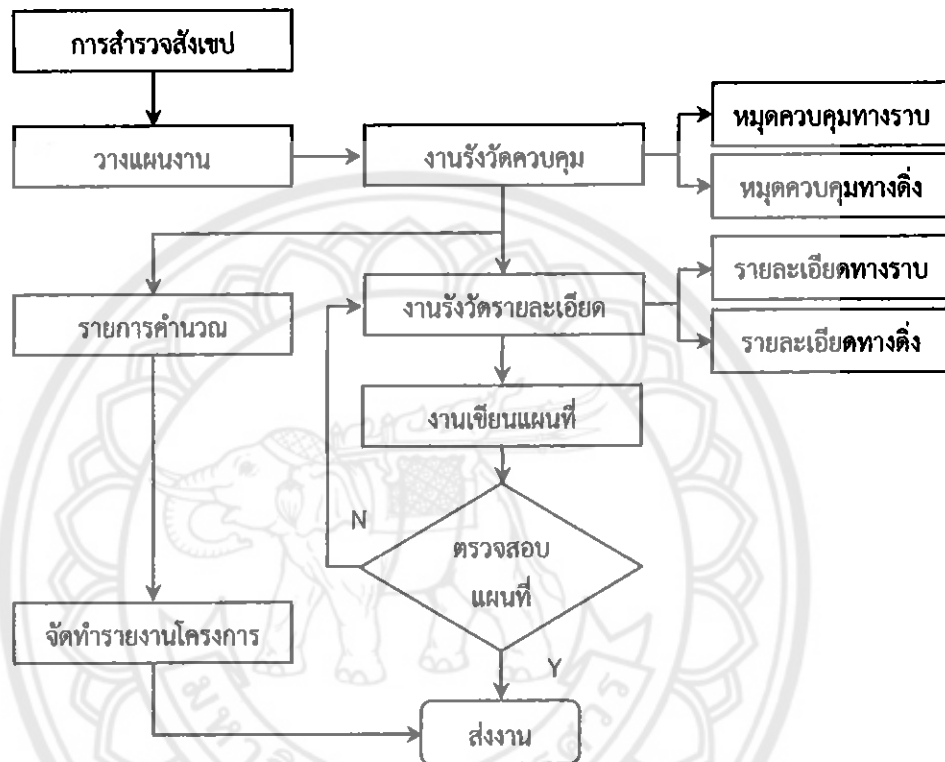 การสำรวจสังเขป
วางแผนงาน
งานรังวัดควบคุม
หมุดควบคุมทางราบ
หมุดควบคุมทางดิ่ง
รายการคำนวณ
งานรังวัดรายละเอียด
รายละเอียดทางราบ
รายละเอียดทางดิ่ง
งานเขียนแผนที่
N
ตรวจสอบ
แผนที่
จัดทำรายงานโครงการ
Y
ส่งงาน